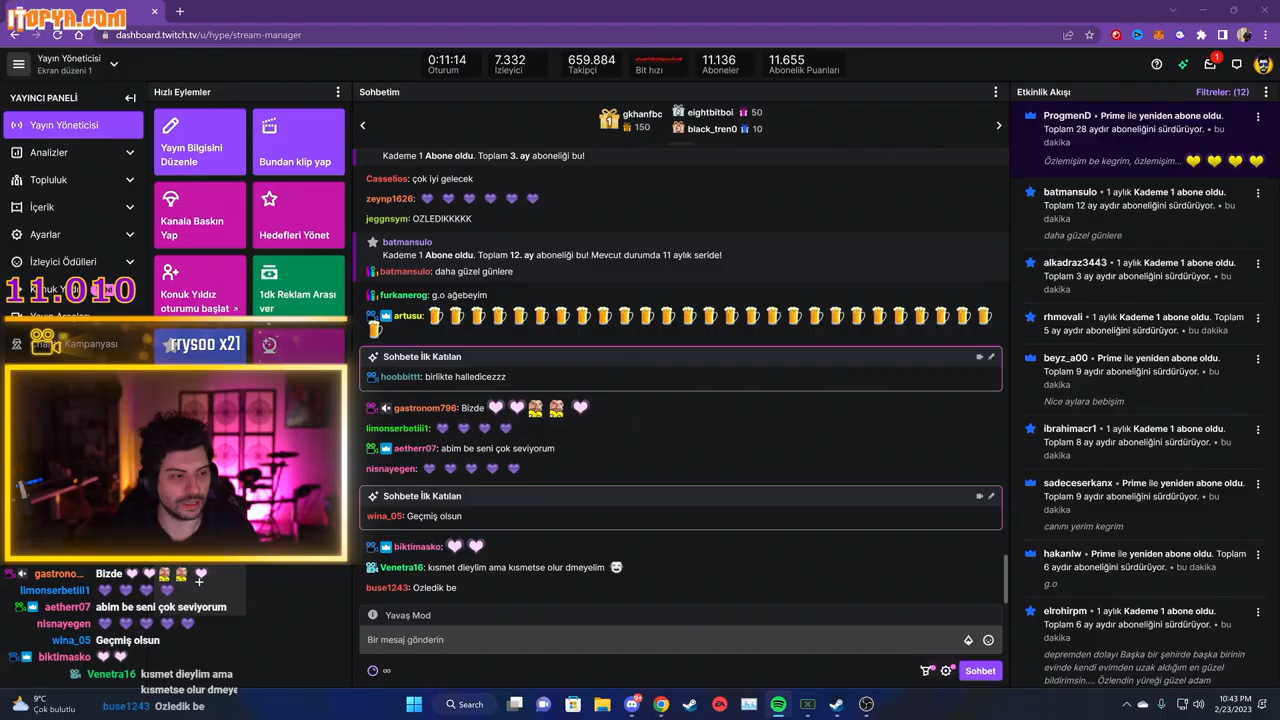 iTOPYA.COM
dashboard.twitch.tv/u/hype/stream-manager
Yayın Yöneticisi
Ekran düzeni 1
0:11:14
Oturum
7.332
İzleyici
659.884
Takipçi
Bit hızı
11.136
Aboneler
11.655
Abonelik Puanları
1
YAYINCI PANELİ
Yayın Yöneticisi
Analizler
Topluluk
İçerik
Ayarlar
İzleyici Ödülleri
11.010
rrysoo x21
Kampanyası
Hızlı Eylemler
Yayın Bilgisini
Düzenle
Bundan klip yap
Kanala Baskın
Yap
Hedefleri Yönet
Konuk Yıldız
oturumu başlat
1dk Reklam Arası
ver
Sohbetim
gkhanfbc
150
eightbitbol 50
black_tren0 10
Kademe 1 Abone oldu. Toplam 3. ay aboneliği bu!
Casselios: çok iyi gelecek
zeynp1626:
jeggnsym: OZLEDIKKKKK
batmansulo
Kademe 1 Abone oldu. Toplam 12. ay aboneliği bu! Mevcut durumda 11 aylık seride!
batmansulo: daha güzel günlere
furkanerog: g.o ağebeyim
artusu:
Sohbete İlk Katılan
hoobbittt: birlikte halledicezzz
gastronom796: Bizde
limonserbetiii1:
aetherr07: abim be seni çok seviyorum
nisnayegen:
Sohbete İlk Katılan
wina_05: Geçmiş olsun
biktimasko:
Venetra16: kısmet dieylim ama kısmetse olur dmeyelim
buse1243: Ozledik be
Yavaş Mod
Bir mesaj gönderin
Sohbet
Etkinlik Akışı
Filtreler: (12)
ProgmenD • Prime ile yeniden abone oldu.
Toplam 28 aydır aboneliğini sürdürüyor. • bu
dakika
Özlemişim be kegrim, özlemişim...
batmansulo • 1 aylık Kademe 1 abone oldu.
Toplam 12 ay aydır aboneliğini sürdürüyor. • bu
dakika
daha güzel günlere
alkadraz3443 • 1 aylık Kademe 1 abone oldu.
Toplam 3 ay aydır aboneliğini sürdürüyor. • bu
dakika
rhmovali • 1 aylık Kademe 1 abone oldu. Toplam
5 ay aydır aboneliğini sürdürüyor. • bu dakika
beyz_a00 • Prime ile yeniden abone oldu.
Toplam 9 ay aydır aboneliğini sürdürüyor. • bu
dakika
Nice aylara bebişim
ibrahimacr1 • Prime ile yeniden abone oldu.
Toplam 8 ay aydır aboneliğini sürdürüyor. • bu
dakika
sadeceserkanx • Prime ile yeniden abone oldu.
Toplam 9 ay aydır aboneliğini sürdürüyor. • bu
dakika
canını yerim kegrim
hakanlw • Prime ile yeniden abone oldu. Toplam
6 ay aydır aboneliğini sürdürüyor. • bu dakika
g.o
elrohirpm • 1 aylık Kademe 1 abone oldu.
Toplam 6 ay aydır aboneliğini sürdürüyor. • bu
dakika
depremden dolayı Başka bir şehirde başka birinin
evinde kendi evimden uzak aldığım en güzel
bildirimsin.... Özlendin yüreği güzel adam
gastrono... Bizde
limonserbetiii1
aetherr07 abim be seni çok seviyorum
nisnayegen
wina_05 Geçmiş olsun
biktimasko
Venetra16 kısmet dieylim ama
kısmetse olur dmeye
buse1243 Ozledik be
9°C
Çok bulutlu
Search
10:43 PM
2/23/2023